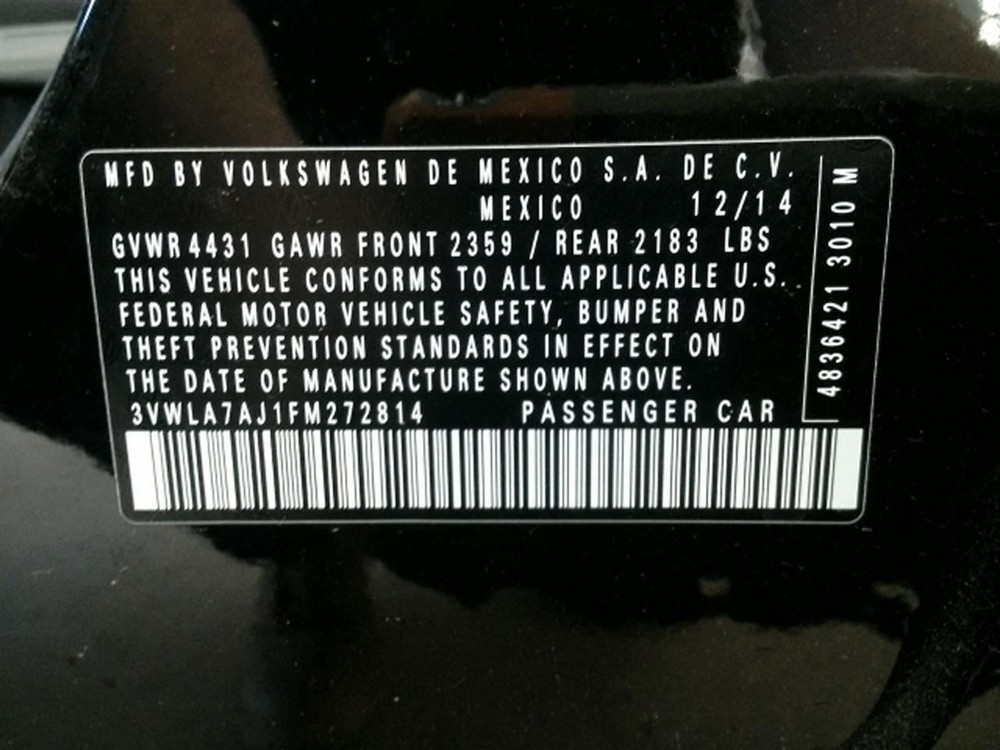 MFD BY VOLKSWAGEN DE MEXICO S.A. DE C.V.
MEXICO 12/14
GVWR4431 GAWR FRONT 2359 / REAR 2183 LBS
THIS VEHICLE CONFORMS TO ALL APPLICABLE U.S.
FEDERAL MOTOR VEHICLE SAFETY, BUMPER AND
THEFT PREVENTION STANDARDS IN EFFECT ON
THE DATE OF MANUFACTURE SHOWN ABOVE.
3VWLA7AJ1FM272814 PASSENGER CAR
4836421 3010 M